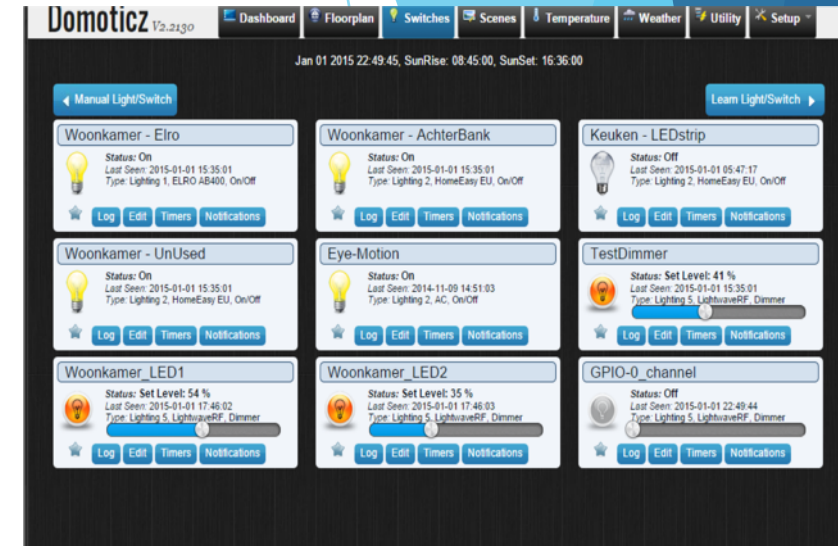 Domoticz V2.2130 Dashboard Floorplan Switches Scenes Temperature Weather Utility Setup
Jan 01 2015 22:49:45, SunRise: 08:45:00, SunSet: 16:36:00
Manual Light/Switch
Learn Light/Switch
Woonkamer - Elro
Status: On
Last Seen: 2015-01-01 15:35:01
Type: Lighting 1, ELRO AB400, On/Off
Log Edit Timers Notifications
Woonkamer - AchterBank
Status: On
Last Seen: 2015-01-01 15:35:01
Type: Lighting 2, HomeEasy EU, On/Off
Log Edit Timers Notifications
Keuken - LEDstrip
Status: Off
Last Seen: 2015-01-01 05:47:17
Type: Lighting 2, HomeEasy EU, On/Off
Log Edit Timers Notifications
Woonkamer - UnUsed
Status: On
Last Seen: 2015-01-01 15:35:01
Type: Lighting 2, HomeEasy EU, On/Off
Log Edit Timers Notifications
Eye-Motion
Status: On
Last Seen: 2014-11-09 14:51:03
Type: Lighting 2, AC, On/Off
Log Edit Timers Notifications
TestDimmer
Status: Set Level: 41 %
Last Seen: 2015-01-01 15:35:01
Type: Lighting 5, LightwaveRF, Dimmer
Log Edit Timers Notifications
Woonkamer_LED1
Status: Set Level: 54 %
Last Seen: 2015-01-01 17:46:02
Type: Lighting 5, LightwaveRF, Dimmer
Log Edit Timers Notifications
Woonkamer_LED2
Status: Set Level: 35 %
Last Seen: 2015-01-01 17:46:03
Type: Lighting 5, LightwaveRF, Dimmer
Log Edit Timers Notifications
GPIO-0_channel
Status: Off
Last Seen: 2015-01-01 22:49:44
Type: Lighting 5, LightwaveRF, Dimmer
Log Edit Timers Notifications